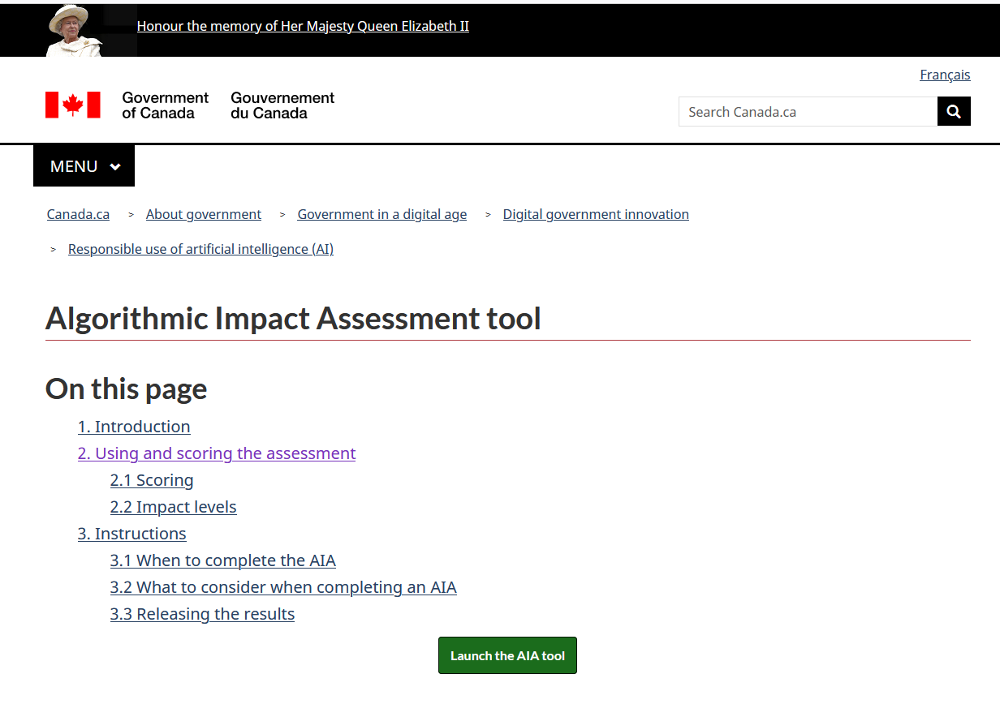 Honour the memory of Her Majesty Queen Elizabeth II
Français
Government of Canada
Gouvernement du Canada
Search Canada.ca
MENU
Canada.ca > About government > Government in a digital age > Digital government innovation
> Responsible use of artificial intelligence (AI)
Algorithmic Impact Assessment tool
On this page
1. Introduction
2. Using and scoring the assessment
2.1 Scoring
2.2 Impact levels
3. Instructions
3.1 When to complete the AIA
3.2 What to consider when completing an AIA
3.3 Releasing the results
Launch the AIA tool